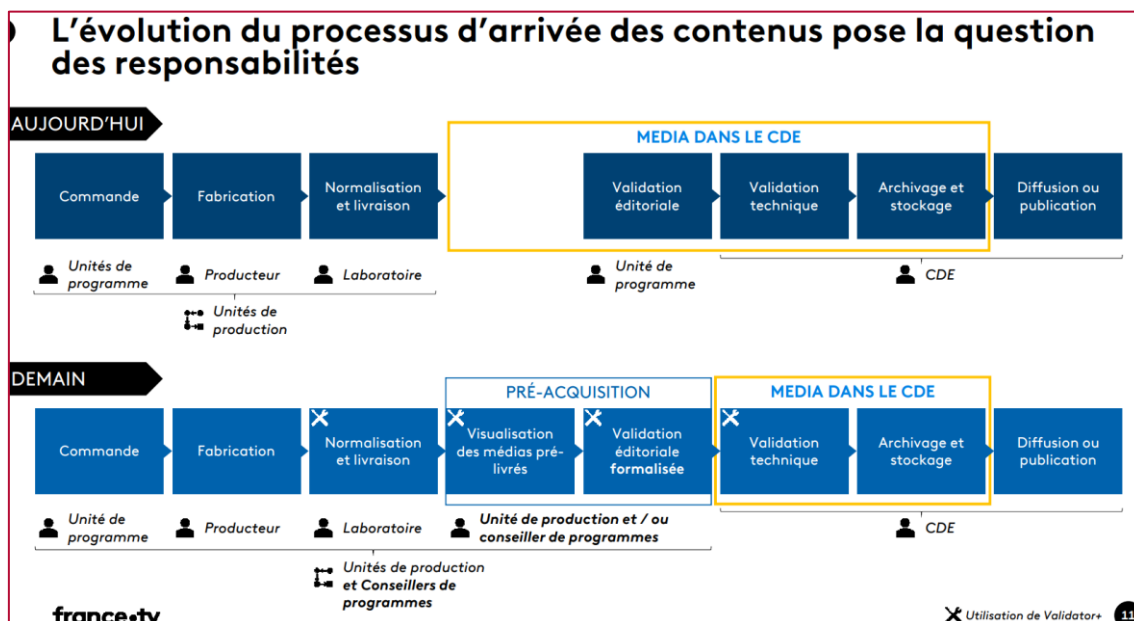 L’évolution du processus d’arrivée des contenus pose la question
des responsabilités
AUJOURD’HUI
MEDIA DANS LE CDE
Commande
Fabrication
Normalisation
et livraison
Validation
éditoriale
Validation
technique
Archivage et
stockage
Diffusion ou
publication
Unités de
programme
Producteur
Laboratoire
Unité de
programme
CDE
Unités de
production
DEMAIN
PRÉ-ACQUISITION
MEDIA DANS LE CDE
Commande
Fabrication
Normalisation
et livraison
Visualisation
des médias pré-
livrés
Validation
éditoriale
formalisée
Validation
technique
Archivage et
stockage
Diffusion ou
publication
Unité de
programme
Producteur
Laboratoire
Unité de production et / ou
conseiller de programmes
CDE
Unités de production
et Conseillers de
programmes
france•tv
Utilisation de Validator+
11